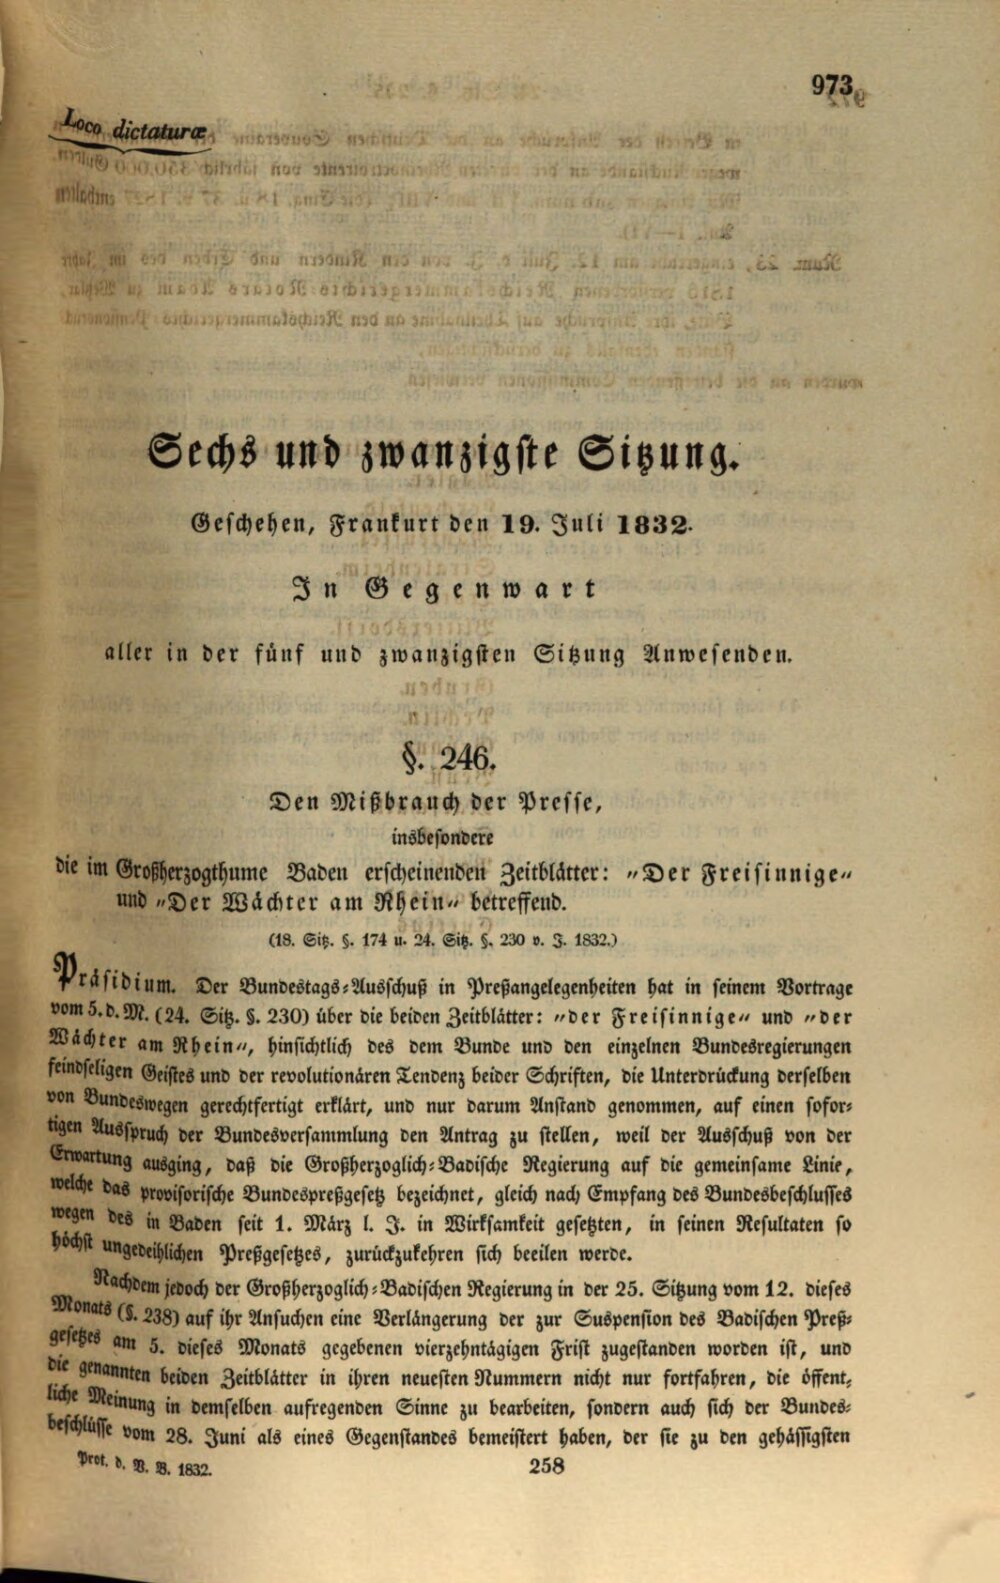 973
Loco dictaturæ
Sechs und zwanzigste Sitzung.
Geschehen, Frankurt den 19. Juli 1832.
In Gegenwart
aller in der fünf und zwanzigsten Sitzung Anwesenden.
§. 246.
Den Mißbrauch der Presse,
insbesondere
die im Großherzogthume Baden erscheinenden Zeitblätter: „Der Freisinnige“
und „Der Wächter am Rhein“ betreffend.
(18. Sitz. §. 174 u. 24. Sitz. §. 230 v. J. 1832.)
Präsidium. Der Bundestags-Ausschuß in Preßangelegenheiten hat in seinem Vortrage
vom 5. d. M. (24. Sitz. §. 230) über die beiden Zeitblätter: „der Freisinnige“ und „der
Wächter am Rhein“, hinsichtlich des dem Bunde und den einzelnen Bundesregierungen
feindseligen Geistes und der revolutionären Tendenz beider Schriften, die Unterdrückung derselben
von Bundeswegen gerechtfertigt erklärt, und nur darum Anstand genommen, auf einen sofor-
tigen Ausspruch der Bundesversammlung den Antrag zu stellen, weil der Ausschuß von der
Erwartung ausging, daß die Großherzoglich-Badische Regierung auf die gemeinsame Linie,
welche das provisorische Bundespreßgesetz bezeichnet, gleich nach Empfang des Bundesbeschlusses
wegen des in Baden seit 1. März l. J. in Wirksamkeit gesetzten, in seinen Resultaten so
höchst ungedeihlichen Preßgesetzes, zurückzukehren sich beeilen werde.
Nachdem jedoch der Großherzoglich-Badischen Regierung in der 25. Sitzung vom 12. dieses
Monats (§. 238) auf ihr Ansuchen eine Verlängerung der zur Suspension des Badischen Preß-
gesetzes am 5. dieses Monats gegebenen vierzehntägigen Frist zugestanden worden ist, und
die genannten beiden Zeitblätter in ihren neuesten Nummern nicht nur fortfahren, die öffent-
liche Meinung in demselben aufregenden Sinne zu bearbeiten, sondern auch sich der Bundes-
beschlüsse vom 28. Juni als eines Gegenstandes bemeistert haben, der sie zu den gehässigsten
Prot. d. B. V. 1832.
258